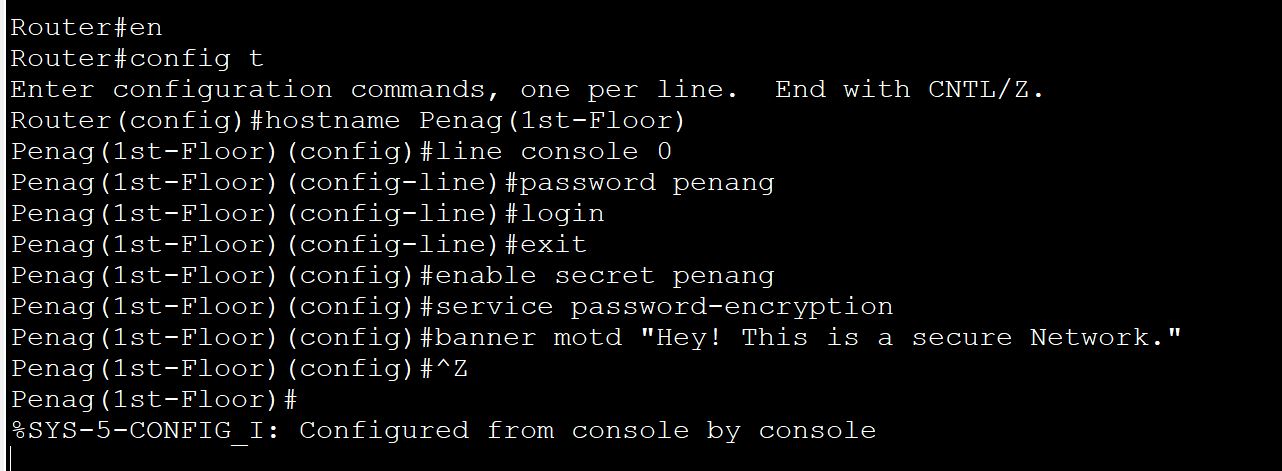 Router#en
Router#config t
Enter configuration commands, one per line.  End with CNTL/Z.
Router(config)#hostname Penag(1st-Floor)
Penag(1st-Floor)(config)#line console 0
Penag(1st-Floor)(config-line)#password penang
Penag(1st-Floor)(config-line)#login
Penag(1st-Floor)(config-line)#exit
Penag(1st-Floor)(config)#enable secret penang
Penag(1st-Floor)(config)#service password-encryption
Penag(1st-Floor)(config)#banner motd "Hey! This is a secure Network."
Penag(1st-Floor)(config)#^Z
Penag(1st-Floor)#
%SYS-5-CONFIG_I: Configured from console by console